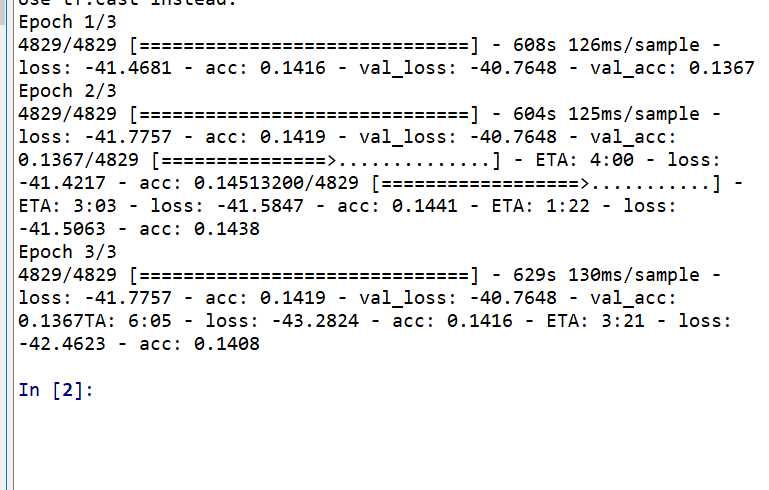 Use tf.cast instead.
Epoch 1/3
4829/4829 [==============================] - 608s 126ms/sample -
loss: -41.4681 - acc: 0.1416 - val_loss: -40.7648 - val_acc: 0.1367
Epoch 2/3
4829/4829 [==============================] - 604s 125ms/sample -
loss: -41.7757 - acc: 0.1419 - val_loss: -40.7648 - val_acc:
0.1367/4829 [===============>..............] - ETA: 4:00 - loss:
-41.4217 - acc: 0.14513200/4829 [==================>...........] -
ETA: 3:03 - loss: -41.5847 - acc: 0.1441 - ETA: 1:22 - loss:
-41.5063 - acc: 0.1438
Epoch 3/3
4829/4829 [==============================] - 629s 130ms/sample -
loss: -41.7757 - acc: 0.1419 - val_loss: -40.7648 - val_acc:
0.1367TA: 6:05 - loss: -43.2824 - acc: 0.1416 - ETA: 3:21 - loss:
-42.4623 - acc: 0.1408
In [2]: